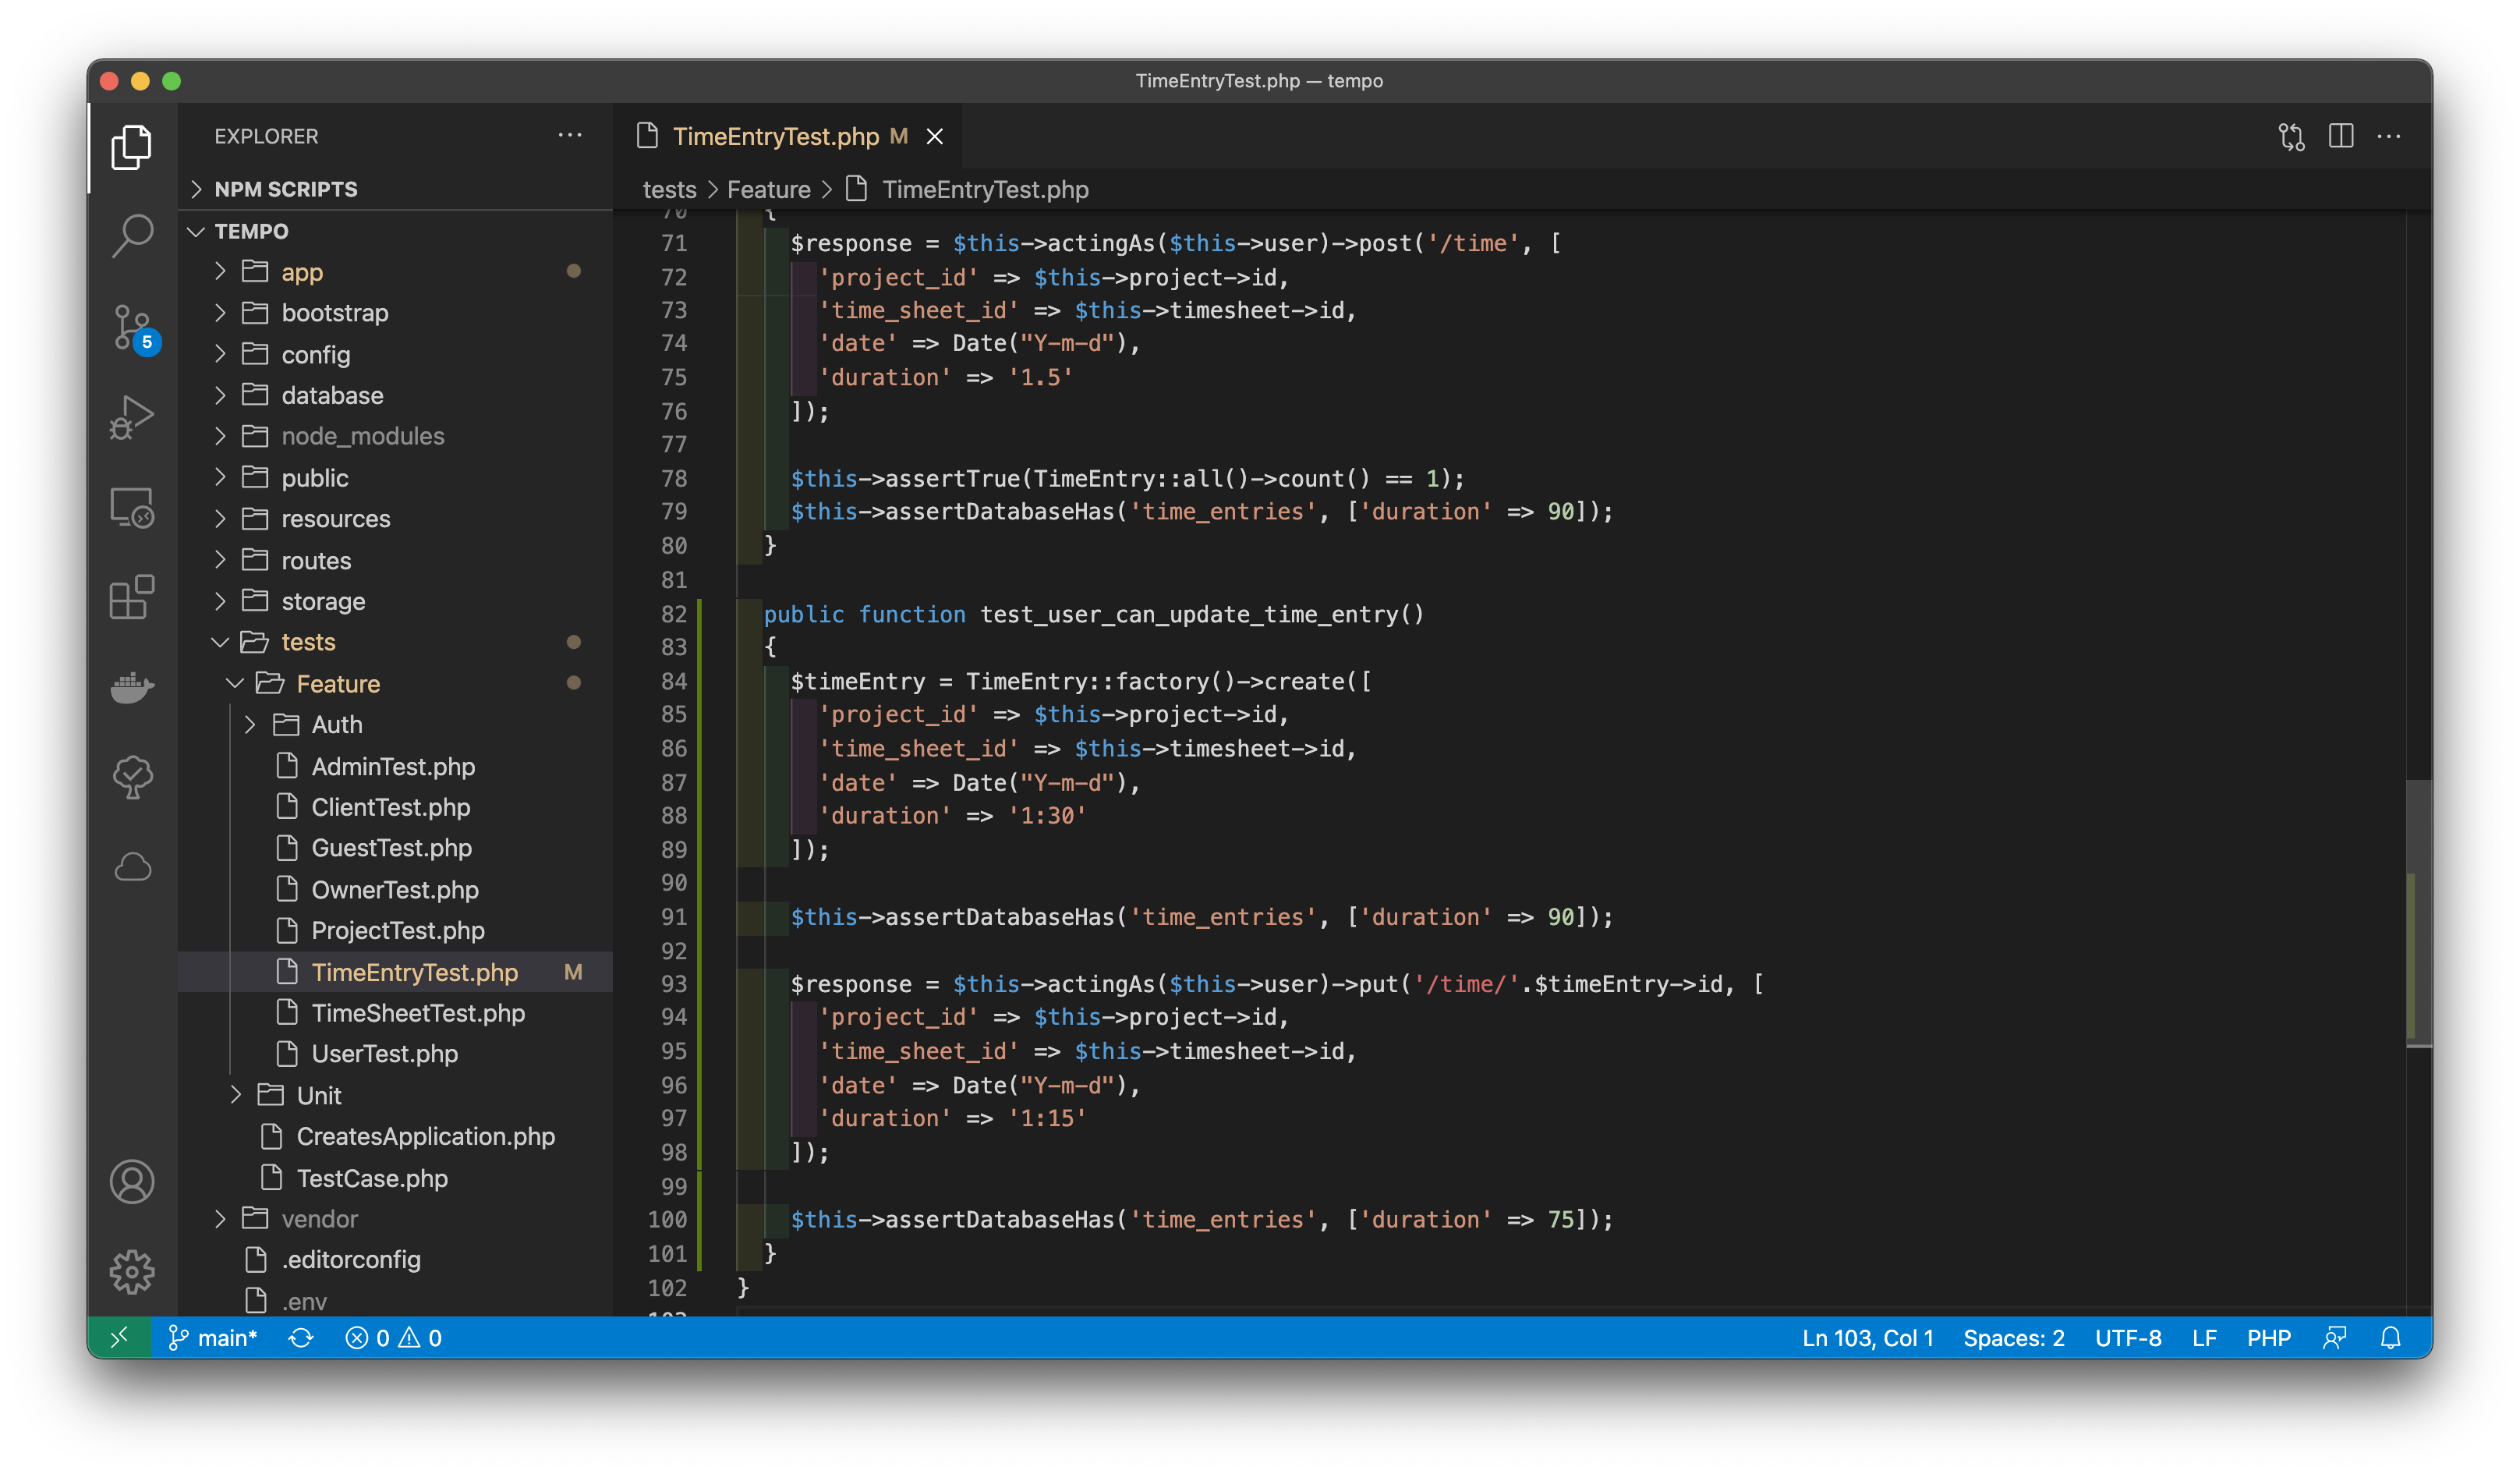 TimeEntryTest.php — tempo
EXPLORER
NPM SCRIPTS
TEMPO
app
bootstrap
config
database
node_modules
public
resources
routes
storage
tests
Feature
Auth
AdminTest.php
ClientTest.php
GuestTest.php
OwnerTest.php
ProjectTest.php
TimeEntryTest.php M
TimeSheetTest.php
UserTest.php
Unit
CreatesApplication.php
TestCase.php
vendor
.editorconfig
.env
5
TimeEntryTest.php M
tests > Feature > TimeEntryTest.php
70 {
71 $response = $this->actingAs($this->user)->post('/time', [
72 'project_id' => $this->project->id,
73 'time_sheet_id' => $this->timesheet->id,
74 'date' => Date("Y-m-d"),
75 'duration' => '1.5'
76 ]);
77
78 $this->assertTrue(TimeEntry::all()->count() == 1);
79 $this->assertDatabaseHas('time_entries', ['duration' => 90]);
80 }
81
82 public function test_user_can_update_time_entry()
83 {
84 $timeEntry = TimeEntry::factory()->create([
85 'project_id' => $this->project->id,
86 'time_sheet_id' => $this->timesheet->id,
87 'date' => Date("Y-m-d"),
88 'duration' => '1:30'
89 ]);
90
91 $this->assertDatabaseHas('time_entries', ['duration' => 90]);
92
93 $response = $this->actingAs($this->user)->put('/time/'.$timeEntry->id, [
94 'project_id' => $this->project->id,
95 'time_sheet_id' => $this->timesheet->id,
96 'date' => Date("Y-m-d"),
97 'duration' => '1:15'
98 ]);
99
100 $this->assertDatabaseHas('time_entries', ['duration' => 75]);
101 }
102 }
103
main* 0 0 Ln 103, Col 1 Spaces: 2 UTF-8 LF PHP